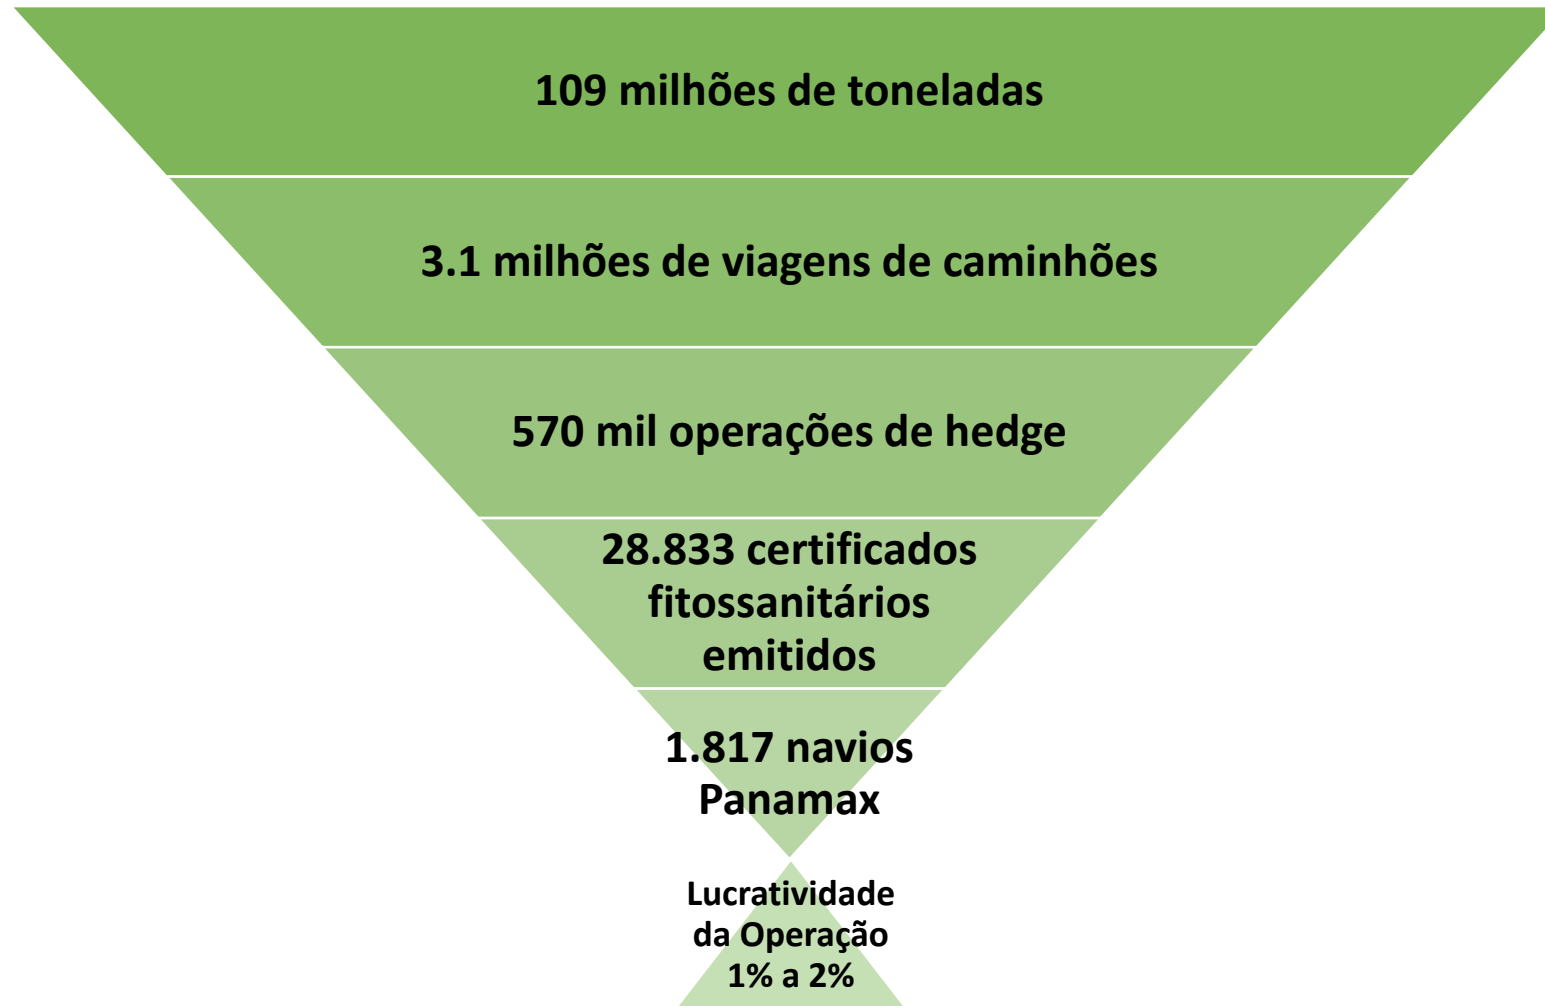 109 milhões de toneladas
3.1 milhões de viagens de caminhões
570 mil operações de hedge
28.833 certificados
fitossanitários
emitidos
1.817 navios
Panamax
Lucratividade
da Operação
1% a 2%